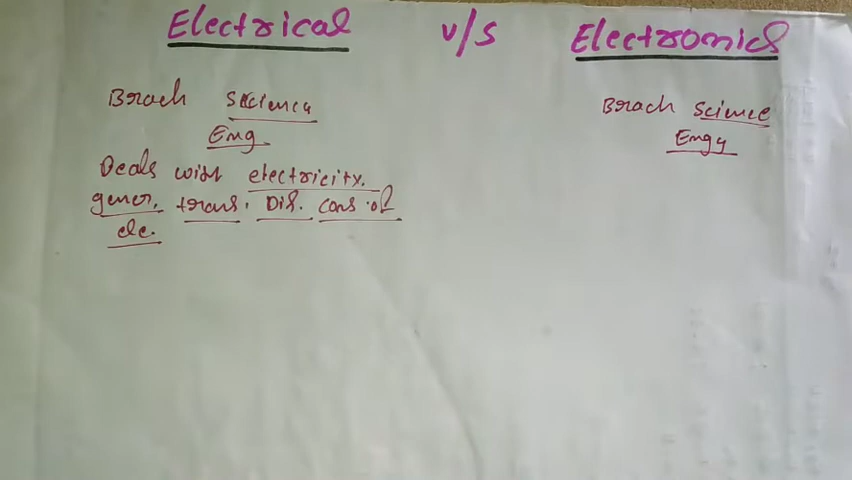 Electrical v/s Electronics
Brach Science
Eng
Deals with electricity.
gener. trans. Dis. cons. of
ele.
Brach Science
Engg